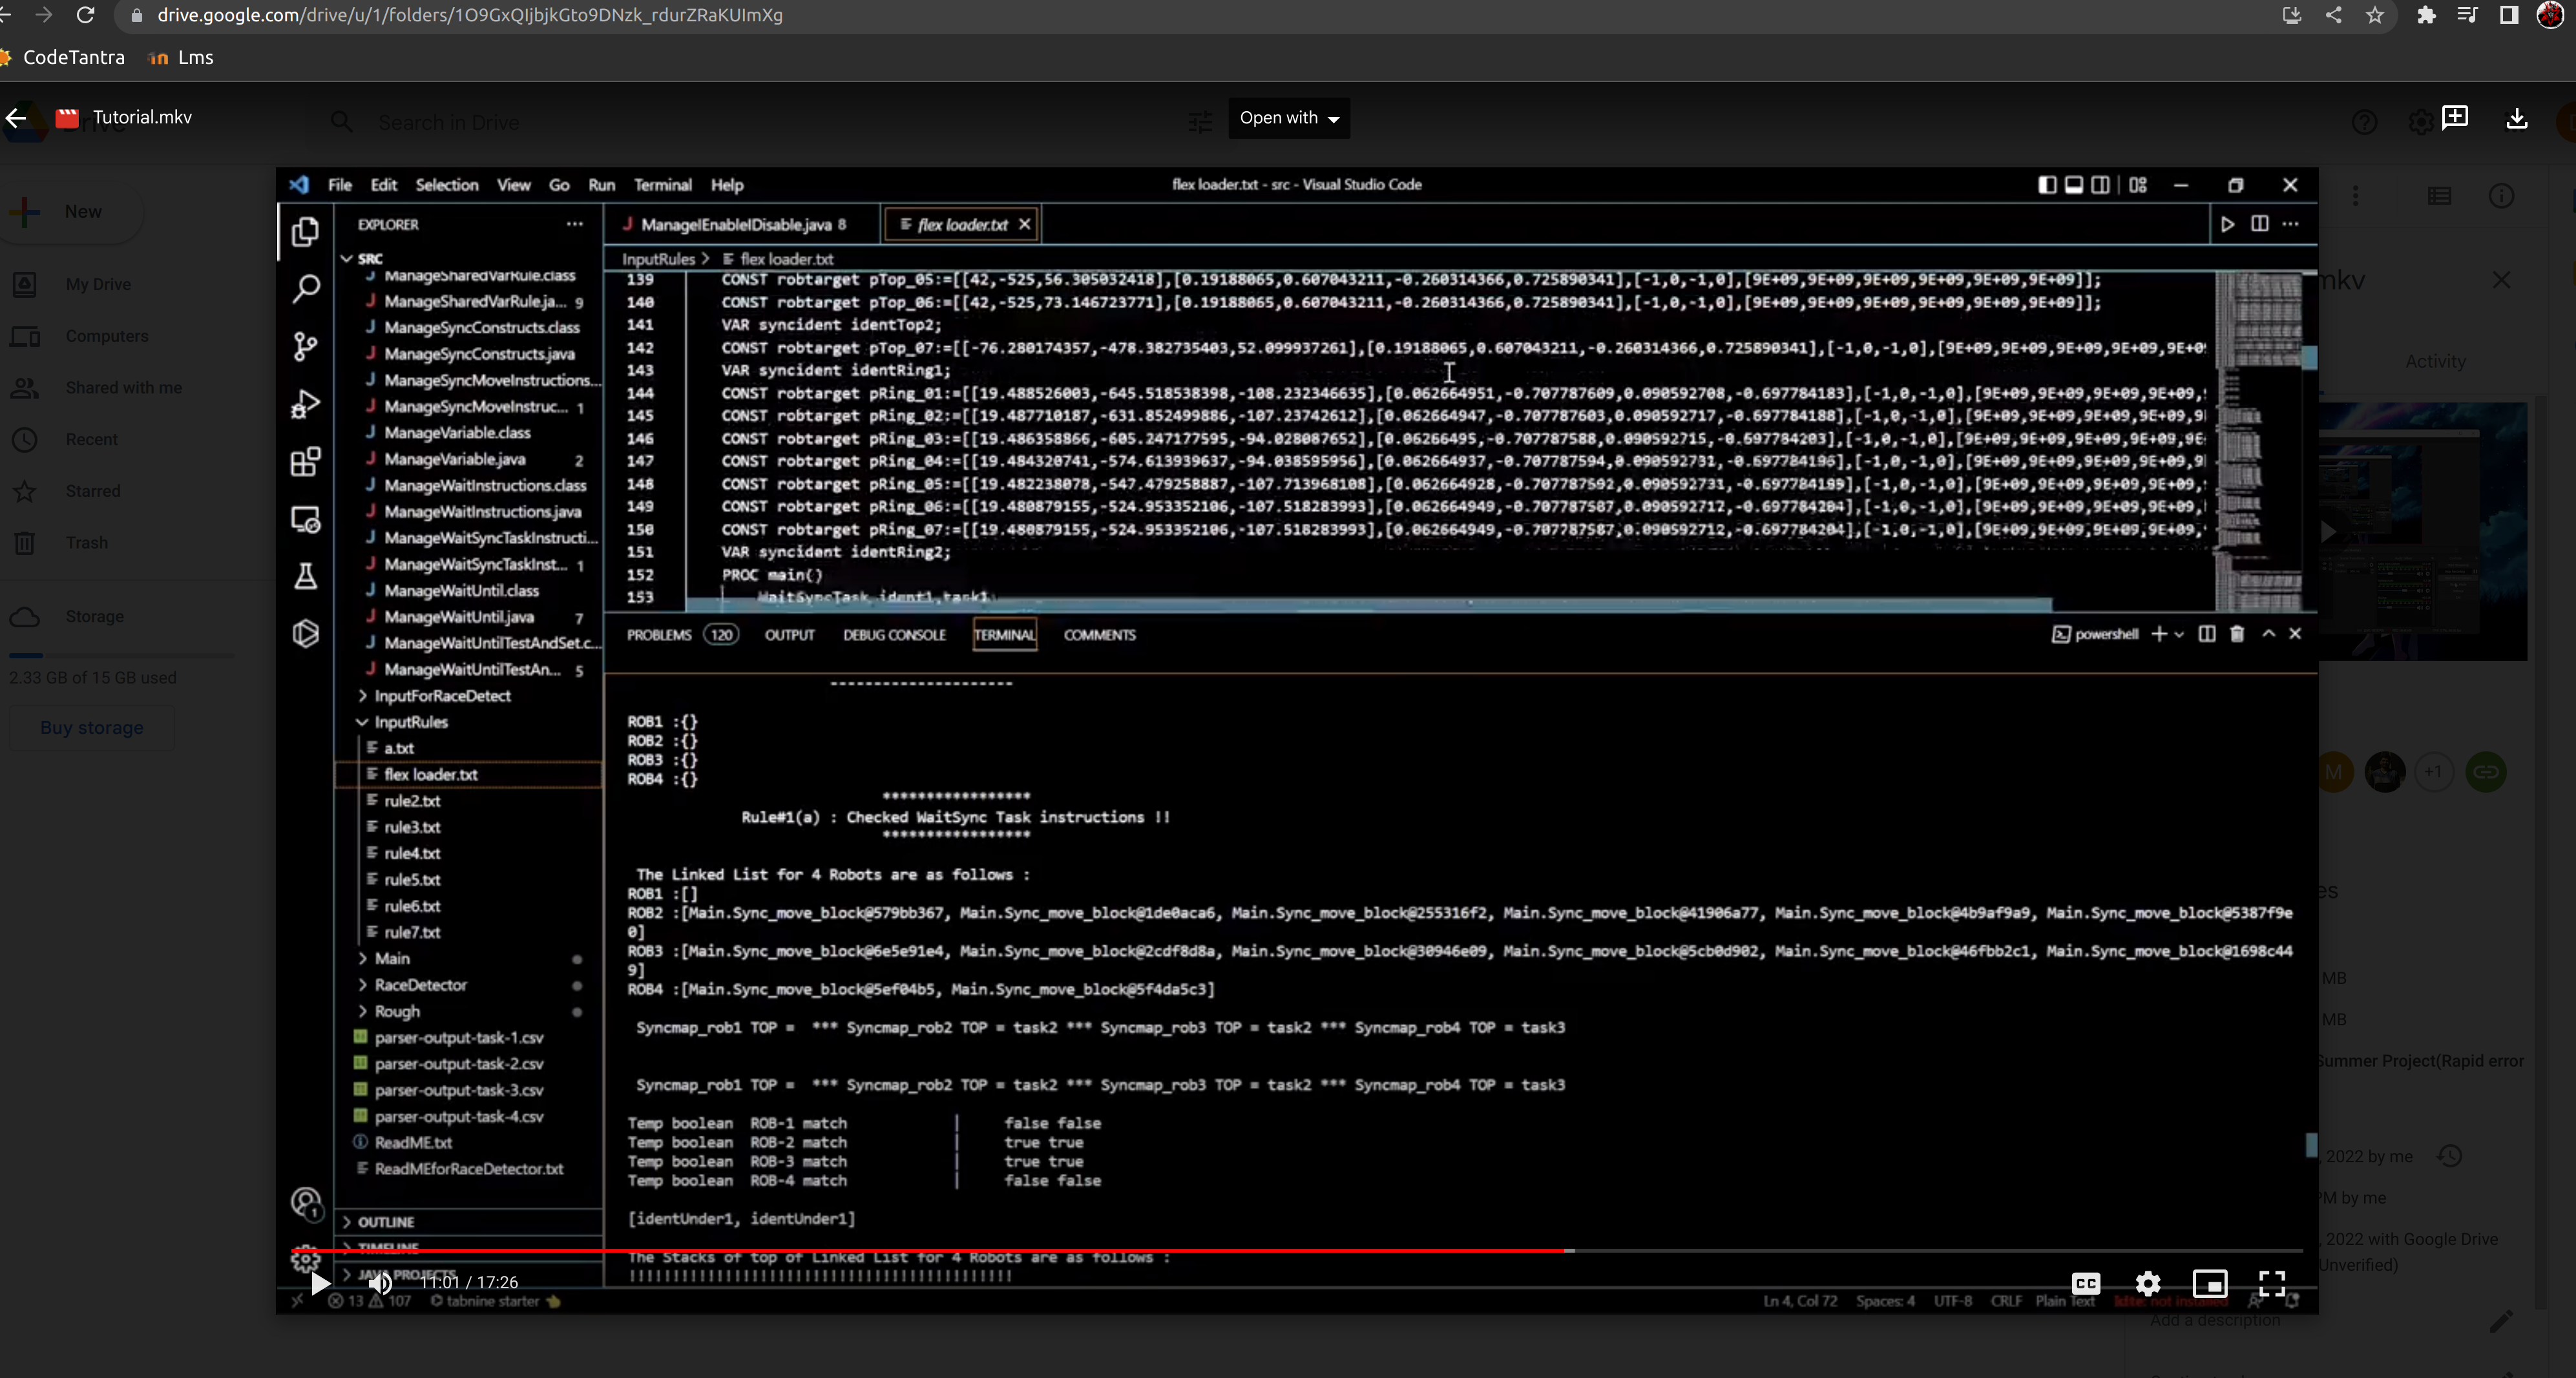 drive.google.com/drive/u/1/folders/1O9GxQIjbjkGto9DNzk_rdurZRaKUImXg
CodeTantra Lms
Tutorial.mkv
Search in Drive
Open with
New
My Drive
Computers
Shared with me
Recent
Starred
Trash
Storage
2.33 GB of 15 GB used
Buy storage
File Edit Selection View Go Run Terminal Help
flex loader.txt - src - Visual Studio Code
EXPLORER
SRC
ManageSharedVarRule.class
ManageSharedVarRule.ja... 9
ManageSyncConstructs.class
ManageSyncConstructs.java
ManageSyncMoveInstructions...
ManageSyncMoveInstruc... 1
ManageVariable.class
ManageVariable.java 2
ManageWaitInstructions.class
ManageWaitInstructions.java
ManageWaitSyncTaskInstructi...
ManageWaitSyncTaskInst... 1
ManageWaitUntil.class
ManageWaitUntil.java 7
ManageWaitUntilTestAndSet.c...
ManageWaitUntilTestAn... 5
InputForRaceDetect
InputRules
a.txt
flex loader.txt
rule2.txt
rule3.txt
rule4.txt
rule5.txt
rule6.txt
rule7.txt
Main
RaceDetector
Rough
parser-output-task-1.csv
parser-output-task-2.csv
parser-output-task-3.csv
parser-output-task-4.csv
ReadME.txt
ReadMEforRaceDetector.txt
OUTLINE
TIMELINE
JAVA PROJECTS
ManageIEnableIDisable.java 8 flex loader.txt
InputRules > flex loader.txt
139 CONST robtarget pTop_05:=[[42,-525,56.305032418],[0.19188065,0.607043211,-0.260314366,0.725890341],[-1,0,-1,0],[9E+09,9E+09,9E+09,9E+09,9E+09,9E+09]];
140 CONST robtarget pTop_06:=[[42,-525,73.146723771],[0.19188065,0.607043211,-0.260314366,0.725890341],[-1,0,-1,0],[9E+09,9E+09,9E+09,9E+09,9E+09,9E+09]];
141 VAR syncident identTop2;
142 CONST robtarget pTop_07:=[[-76.280174357,-478.382735403,52.099937261],[0.19188065,0.607043211,-0.260314366,0.725890341],[-1,0,-1,0],[9E+09,9E+09,9E+09,9E+09,9E+0
143 VAR syncident identRing1;
144 CONST robtarget pRing_01:=[[19.488526003,-645.518538398,-108.232346635],[0.062664951,-0.707787609,0.090592708,-0.697784183],[-1,0,-1,0],[9E+09,9E+09,9E+09,9E+09,
145 CONST robtarget pRing_02:=[[19.487710187,-631.852499886,-107.23742612],[0.062664947,-0.707787603,0.090592717,-0.697784188],[-1,0,-1,0],[9E+09,9E+09,9E+09,9E+09,9
146 CONST robtarget pRing_03:=[[19.486358866,-605.247177595,-94.028087652],[0.06266495,-0.707787588,0.090592715,-0.697784203],[-1,0,-1,0],[9E+09,9E+09,9E+09,9E+09,9E
147 CONST robtarget pRing_04:=[[19.484320741,-574.613939637,-94.038595956],[0.062664937,-0.707787594,0.090592731,-0.697784196],[-1,0,-1,0],[9E+09,9E+09,9E+09,9E+09,9
148 CONST robtarget pRing_05:=[[19.482238078,-547.479258887,-107.713968108],[0.062664928,-0.707787592,0.090592731,-0.697784199],[-1,0,-1,0],[9E+09,9E+09,9E+09,9E+09,
149 CONST robtarget pRing_06:=[[19.480879155,-524.953352106,-107.518283993],[0.062664949,-0.707787587,0.090592712,-0.697784204],[-1,0,-1,0],[9E+09,9E+09,9E+09,9E+09,
150 CONST robtarget pRing_07:=[[19.480879155,-524.953352106,-107.518283993],[0.062664949,-0.707787587,0.090592712,-0.697784204],[-1,0,-1,0],[9E+09,9E+09,9E+09,9E+09,
151 VAR syncident identRing2;
152 PROC main()
153 WaitSyncTask ident1,task1
PROBLEMS 120 OUTPUT DEBUG CONSOLE TERMINAL COMMENTS
powershell
---------------------
ROB1 :{}
ROB2 :{}
ROB3 :{}
ROB4 :{}
*****************
Rule#1(a) : Checked WaitSync Task instructions !!
*****************
The Linked List for 4 Robots are as follows :
ROB1 :[]
ROB2 :[Main.Sync_move_block@579bb367, Main.Sync_move_block@1de0aca6, Main.Sync_move_block@255316f2, Main.Sync_move_block@41906a77, Main.Sync_move_block@4b9af9a9, Main.Sync_move_block@5387f9e
0]
ROB3 :[Main.Sync_move_block@6e5e91e4, Main.Sync_move_block@2cdf8d8a, Main.Sync_move_block@30946e09, Main.Sync_move_block@5cb0d902, Main.Sync_move_block@46fbb2c1, Main.Sync_move_block@1698c44
9]
ROB4 :[Main.Sync_move_block@5ef04b5, Main.Sync_move_block@5f4da5c3]
Syncmap_rob1 TOP = *** Syncmap_rob2 TOP = task2 *** Syncmap_rob3 TOP = task2 *** Syncmap_rob4 TOP = task3
Syncmap_rob1 TOP = *** Syncmap_rob2 TOP = task2 *** Syncmap_rob3 TOP = task2 *** Syncmap_rob4 TOP = task3
Temp boolean ROB-1 match | false false
Temp boolean ROB-2 match | true true
Temp boolean ROB-3 match | true true
Temp boolean ROB-4 match | false false
[identUnder1, identUnder1]
The Stacks of top of Linked List for 4 Robots are as follows :
11:01 / 17:26
CC
13 107 tabnine starter
Ln 4, Col 72 Spaces: 4 UTF-8 CRLF Plain Text
mkv
Activity
M
+1
es
MB
MB
Summer Project(Rapid error
, 2022 by me
PM by me
, 2022 with Google Drive
Unverified)
Add a description